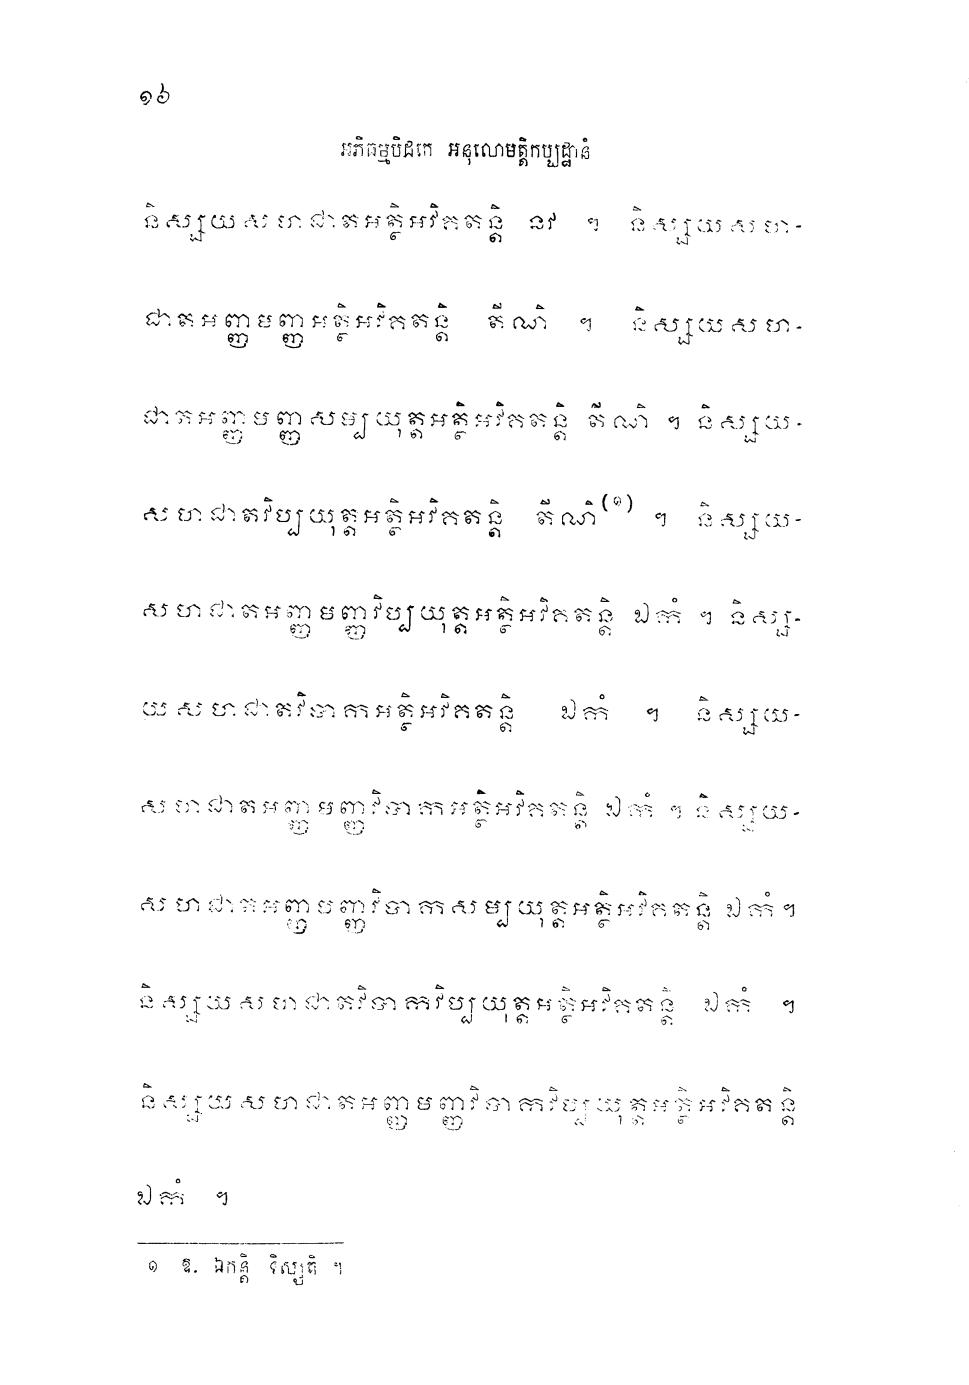 ១៦
អភិធម្មបិដកេ អនុលោមត្តិកប្បដ្ឋានំ
និស្សយសហជាតអត្ថិអវិគតន្តិ នវ ។ និស្សយសហ-
ជាតអញ្ញមញ្ញអត្ថិអវិគតន្តិ តីណិ ។ និស្សយសហ-
ជាតអញ្ញមញ្ញសម្បយុត្តអត្ថិអវិគតន្តិ តីណិ ។ និស្សយ-
សហជាតវិប្បយុត្តអត្ថិអវិគតន្តិ តីណិ(១) ។ និស្សយ-
សហជាតអញ្ញមញ្ញវិប្បយុត្តអត្ថិអវិគតន្តិ ឯកំ ។ និស្ស-
យសហជាតវិបាកអត្ថិអវិគតន្តិ ឯកំ ។ និស្សយ-
សហជាតអញ្ញមញ្ញវិបាកអត្ថិអវិគតន្តិ ឯកំ ។ និស្សយ-
សហជាតអញ្ញមញ្ញវិបាកសម្បយុត្តអត្ថិអវិគតន្តិ ឯកំ ។
និស្សយសហជាតវិបាកវិប្បយុត្តអត្ថិអវិគតន្តិ ឯកំ ។
និស្សយសហជាតអញ្ញមញ្ញវិបាកវិប្បយុត្តអត្ថិអវិគតន្តិ
ឯកំ ។
១ ឱ. ឯកន្តិ ទិស្សតិ ។